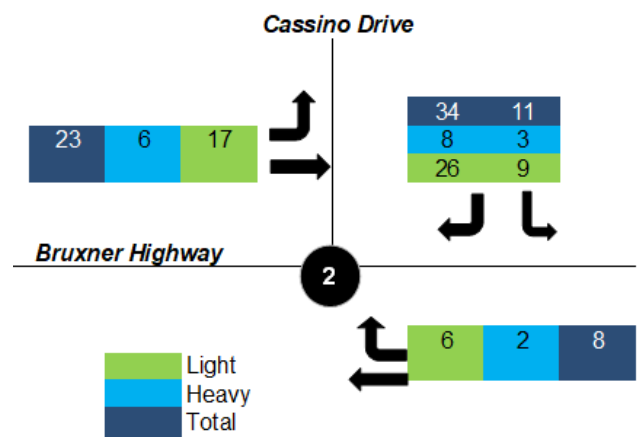 Cassino Drive
34 11
23 6 17
8 3
26 9
Bruxner Highway
2
6 2 8
Light
Heavy
Total